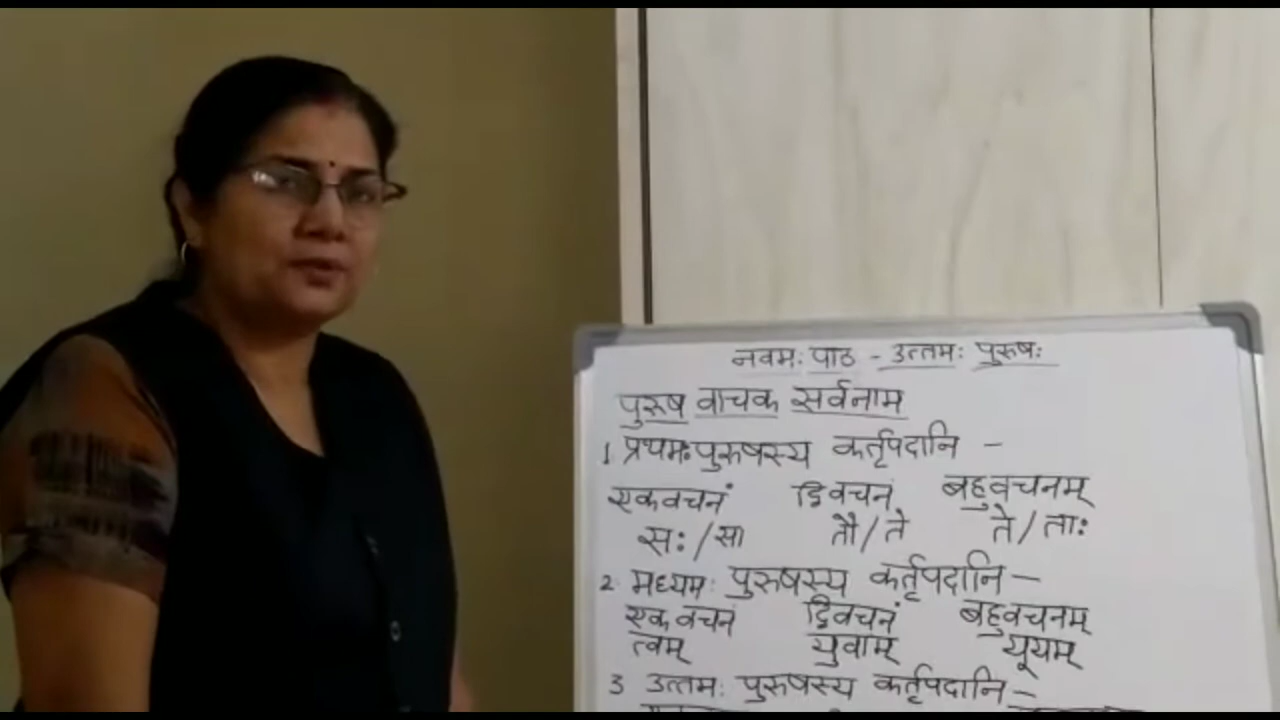 नवमः पाठ - उत्तमः पुरुषः
पुरुष वाचक सर्वनाम
1 प्रथमःपुरुषस्य कर्तृपदानि -
एकवचनं द्विवचनं बहुवचनम्
सः/सा तौ/ते ते/ताः
2. मध्यमः पुरुषस्य कर्तृपदानि -
एकवचनं द्विवचनं बहुवचनम्
त्वम् युवाम् यूयम्
3 उत्तमः पुरुषस्य कर्तृपदानि -